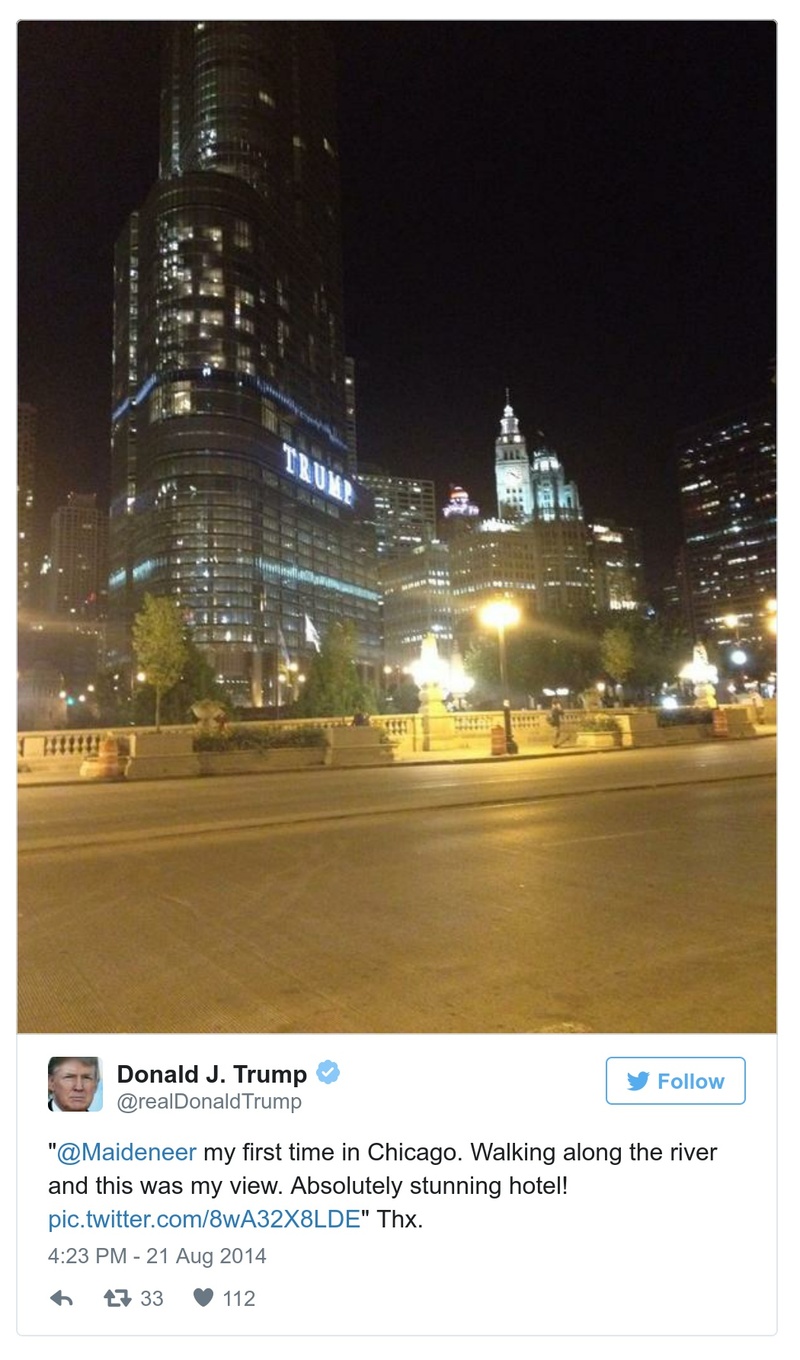 TRUMP
Donald J. Trump
@realDonaldTrump
Follow
"@Maideneer my first time in Chicago. Walking along the river
and this was my view. Absolutely stunning hotel!
pic.twitter.com/8wA32X8LDE" Thx.
4:23 PM - 21 Aug 2014
33
112